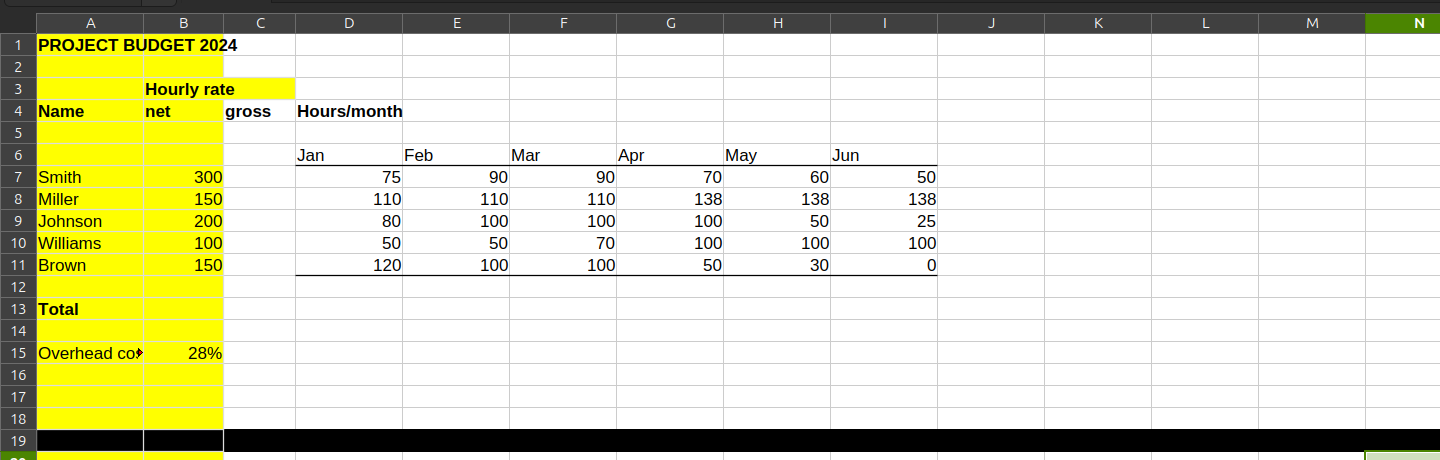 A B C D E F G H I J K L M N
1 PROJECT BUDGET 2024
2
3 Hourly rate
4 Name net gross Hours/month
5
6 Jan Feb Mar Apr May Jun
7 Smith 300 75 90 90 70 60 50
8 Miller 150 110 110 110 138 138 138
9 Johnson 200 80 100 100 100 50 25
10 Williams 100 50 50 70 100 100 100
11 Brown 150 120 100 100 50 30 0
12
13 Total
14
15 Overhead 28%
16
17
18
19